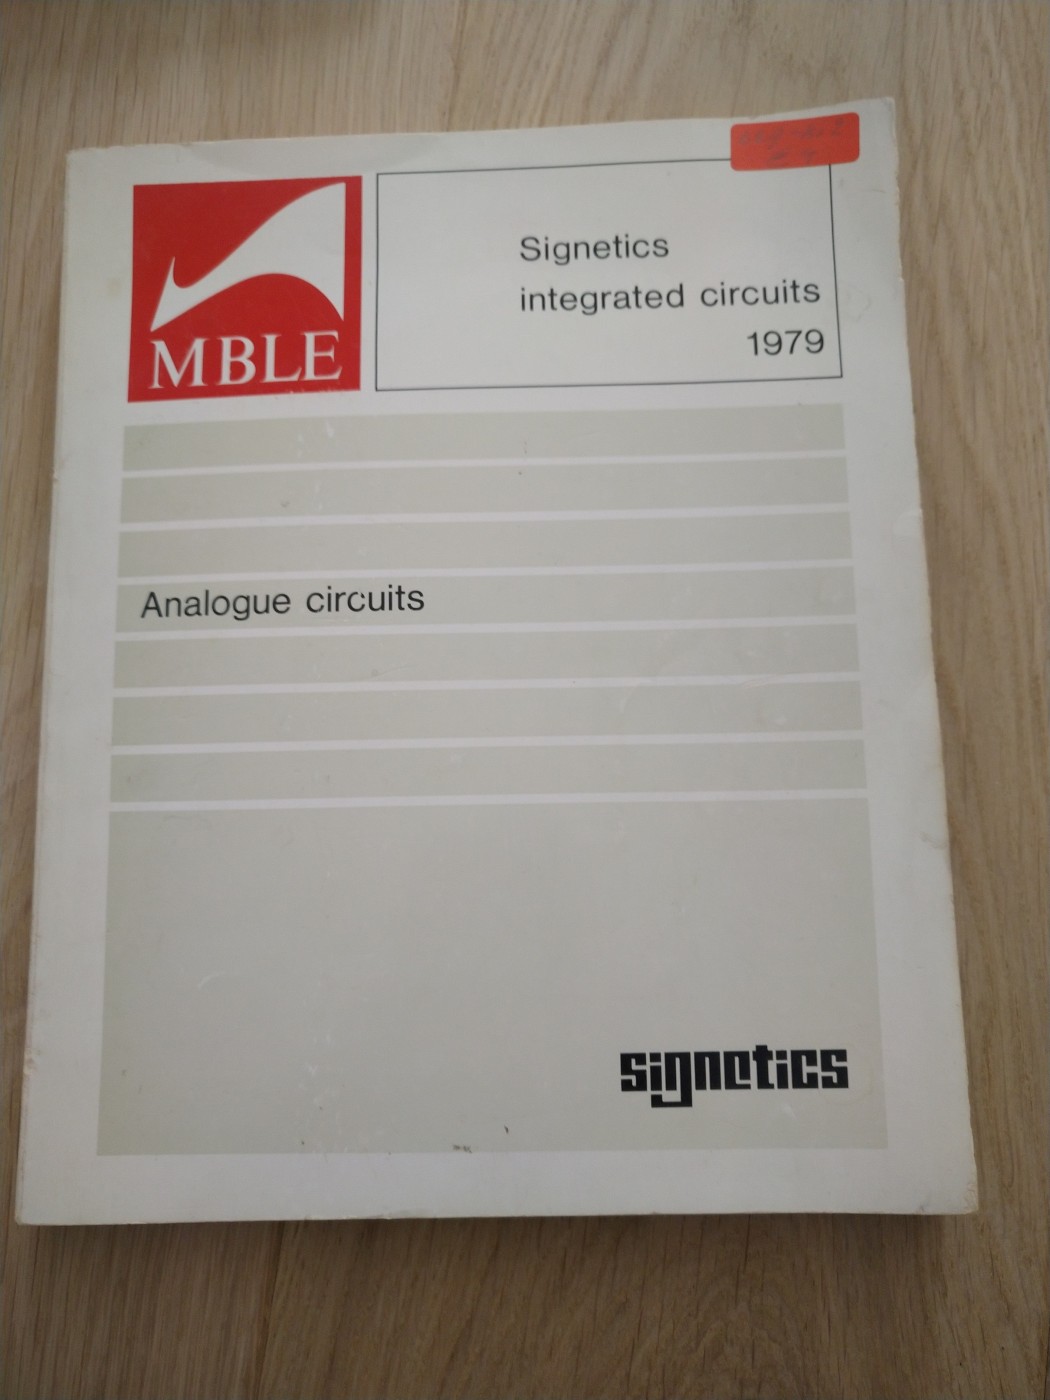 MBLE
Signetics
integrated circuits
1979
Analogue circuits
signetics